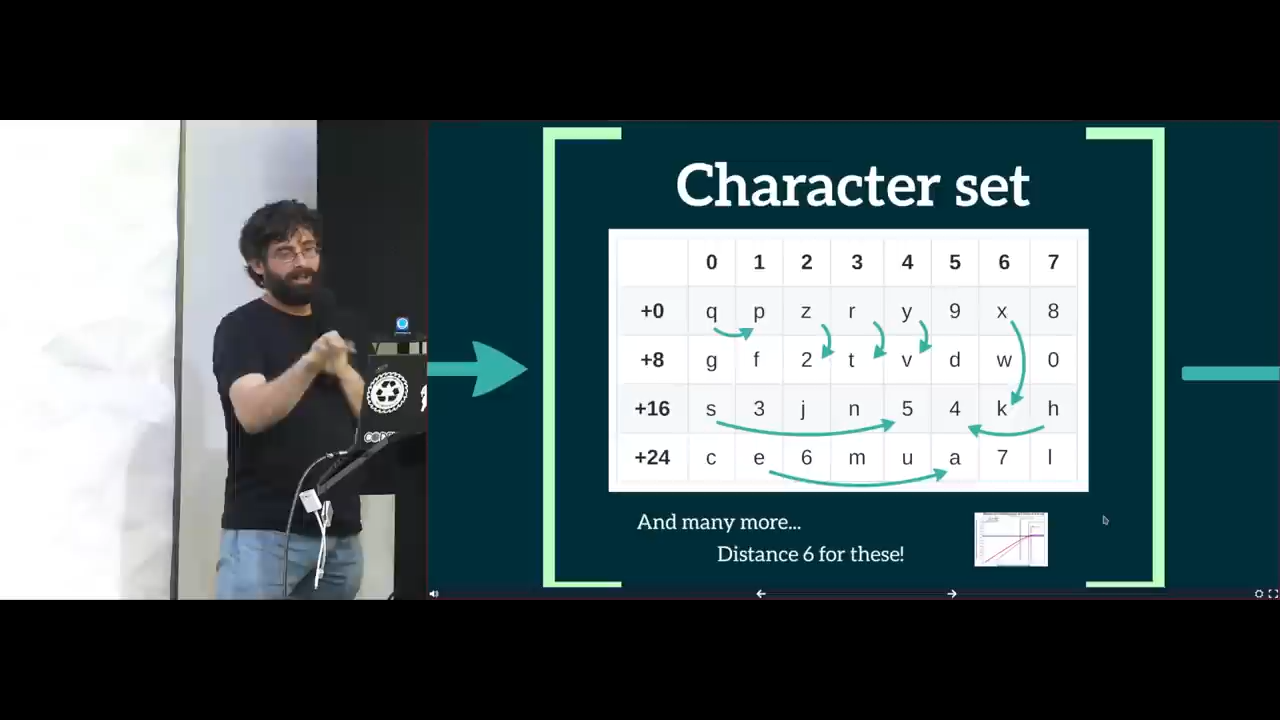 Character set
0 1 2 3 4 5 6 7
+0 q p z r y 9 x 8
+8 g f 2 t v d w 0
+16 s 3 j n 5 4 k h
+24 c e 6 m u a 7 l
And many more...
Distance 6 for these!